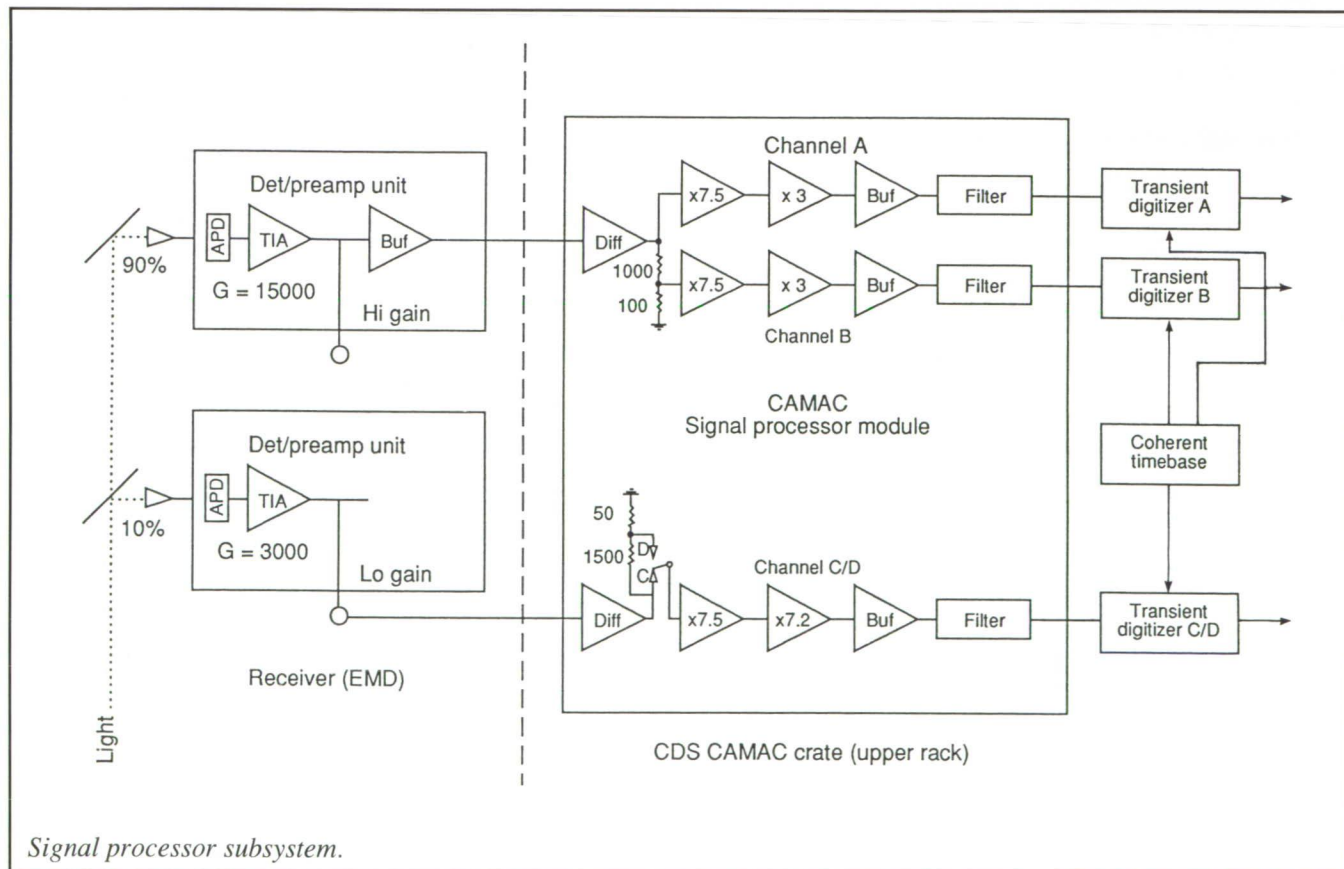 Det/preamp unit
APD
TIA
Buf
90%
G = 15000
Hi gain
Det/preamp unit
APD
TIA
10%
G = 3000
Lo gain
Receiver (EMD)
Light
Channel A
Diff
x7.5
x 3
Buf
Filter
1000
100
x7.5
x 3
Buf
Filter
Channel B
CAMAC
Signal processor module
50
1500
D
C
Channel C/D
Diff
x7.5
x7.2
Buf
Filter
CDS CAMAC crate (upper rack)
Transient
digitizer A
Transient
digitizer B
Coherent
timebase
Transient
digitizer C/D
Signal processor subsystem.